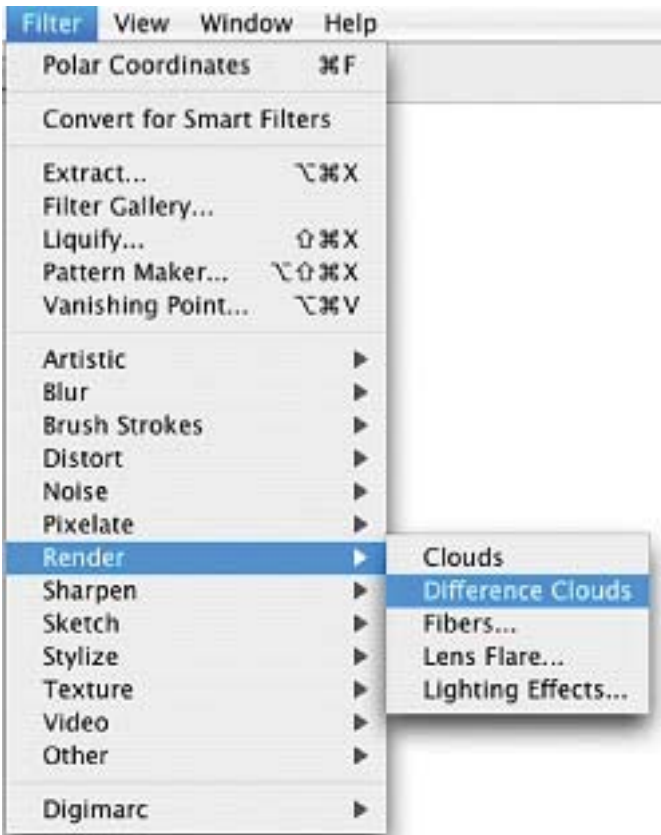 Filter View Window Help
Polar Coordinates ⌘F
Convert for Smart Filters
Extract... ⌥⌘X
Filter Gallery...
Liquify... ⇧⌘X
Pattern Maker... ⌥⇧⌘X
Vanishing Point... ⌥⌘V
Artistic
Blur
Brush Strokes
Distort
Noise
Pixelate
Render
Sharpen
Sketch
Stylize
Texture
Video
Other
Digimarc
Clouds
Difference Clouds
Fibers...
Lens Flare...
Lighting Effects...